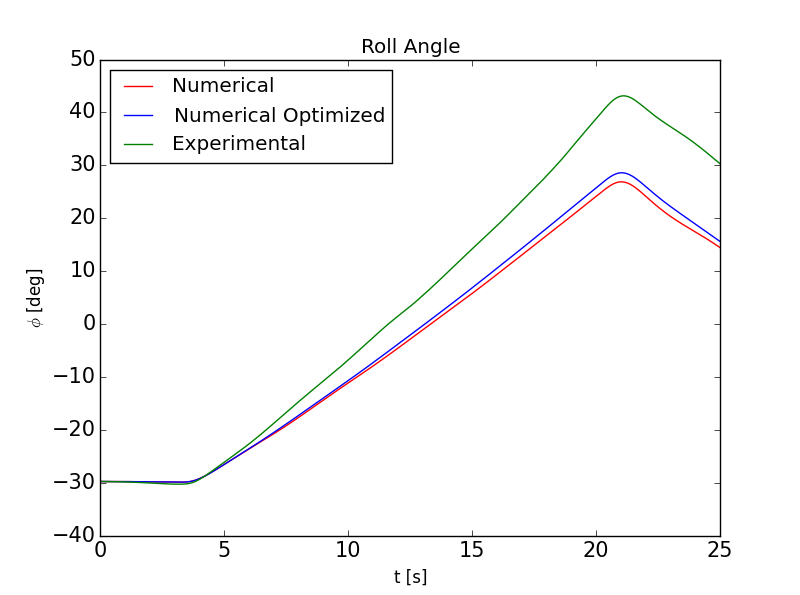 Roll Angle
50
40
30
20
10
0
−10
−20
−30
−40
Numerical
Numerical Optimized
Experimental
ϕ [deg]
0 5 10 15 20 25
t [s]